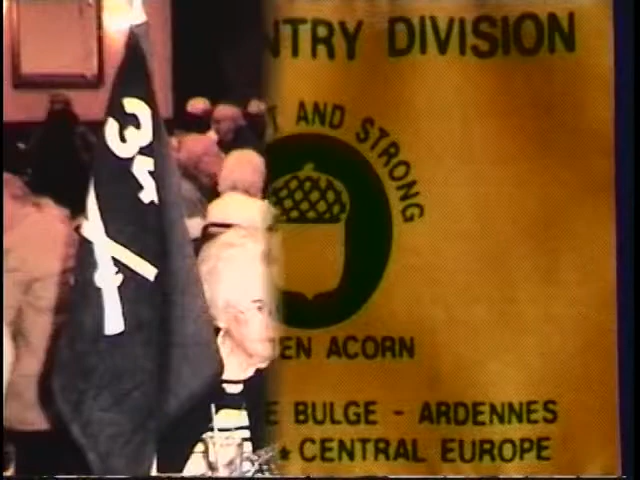 NTRY DIVISION
AND STRONG
EN ACORN
E BULGE - ARDENNES
★ CENTRAL EUROPE